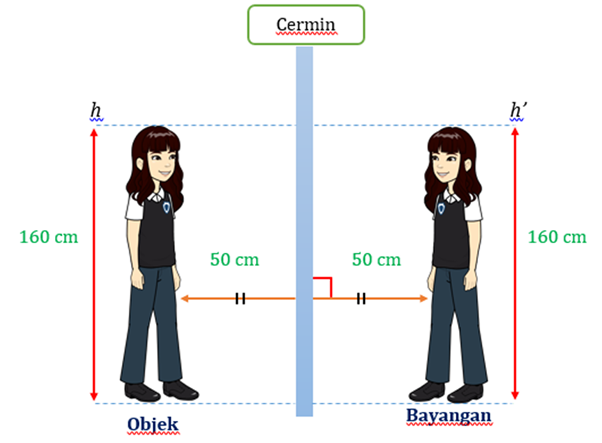 Cermin
h
h’
160 cm
50 cm
50 cm
160 cm
Objek
Bayangan